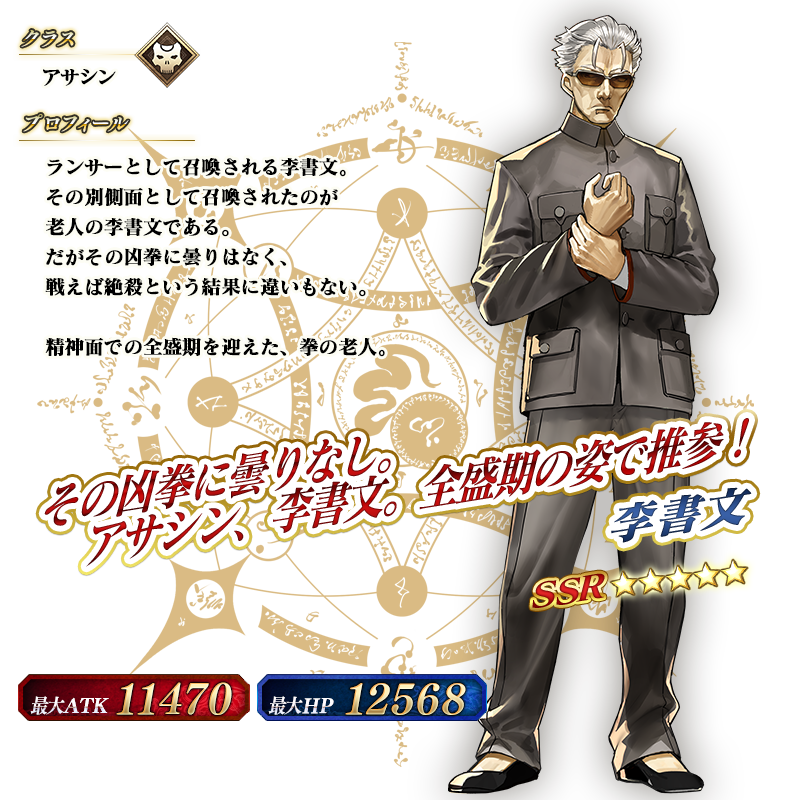 クラス
アサシン
プロフィール
ランサーとして召喚される李書文。
その別側面として召喚されたのが
老人の李書文である。
だがその凶拳に曇りはなく、
戦えば絶殺という結果に違いもない。
精神面での全盛期を迎えた、拳の老人。
その凶拳に曇りなし。全盛期の姿で推参！
アサシン、李書文。
李書文
SSR ☆☆☆☆☆
最大ATK 11470
最大HP 12568